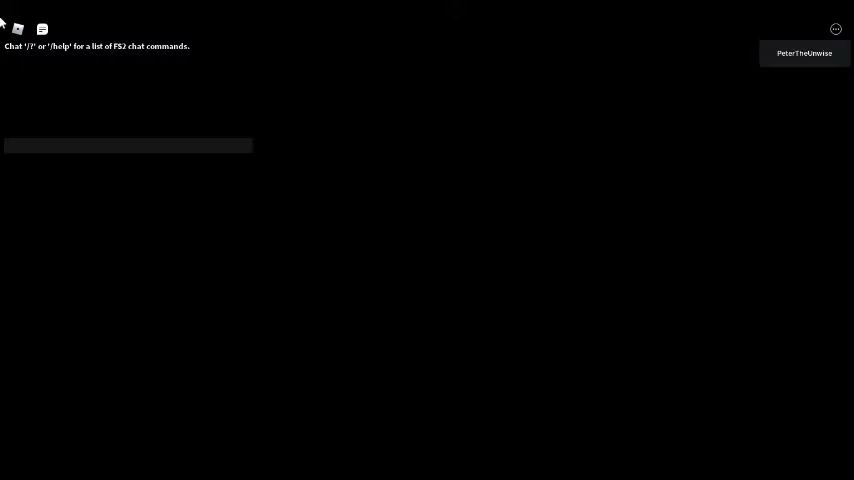 Chat '/?' or '/help' for a list of FS2 chat commands.
PeterTheUnwise